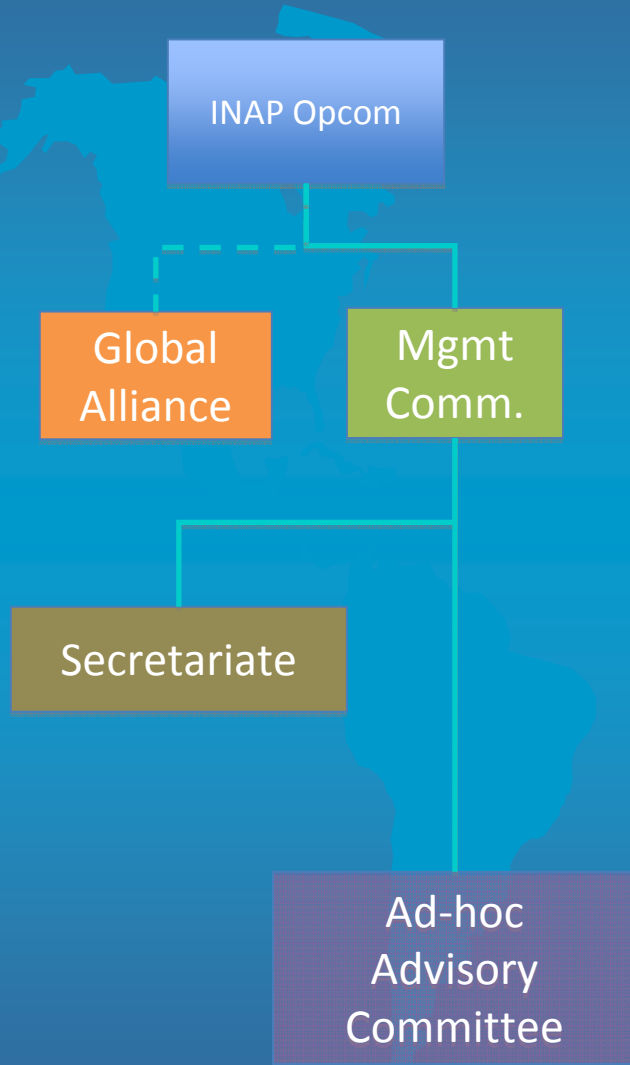 INAP Opcom
Global
Alliance
Mgmt
Comm.
Secretariate
Ad-hoc
Advisory
Committee